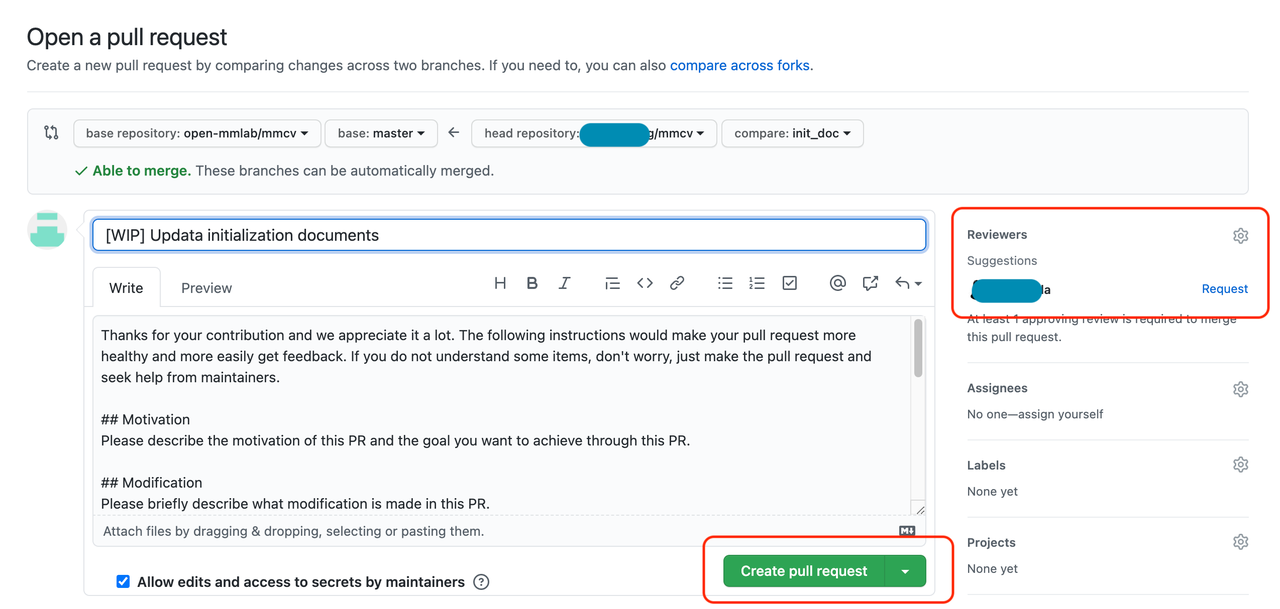 Open a pull request
Create a new pull request by comparing changes across two branches. If you need to, you can also compare across forks.
base repository: open-mmlab/mmcv base: master head repository: g/mmcv compare: init_doc
Able to merge. These branches can be automatically merged.
[WIP] Updata initialization documents
Write Preview
Thanks for your contribution and we appreciate it a lot. The following instructions would make your pull request more
healthy and more easily get feedback. If you do not understand some items, don't worry, just make the pull request and
seek help from maintainers.
## Motivation
Please describe the motivation of this PR and the goal you want to achieve through this PR.
## Modification
Please briefly describe what modification is made in this PR.
Attach files by dragging & dropping, selecting or pasting them.
Allow edits and access to secrets by maintainers
Create pull request
Reviewers
Suggestions
Request
At least 1 approving review is required to merge
this pull request.
Assignees
No one—assign yourself
Labels
None yet
Projects
None yet